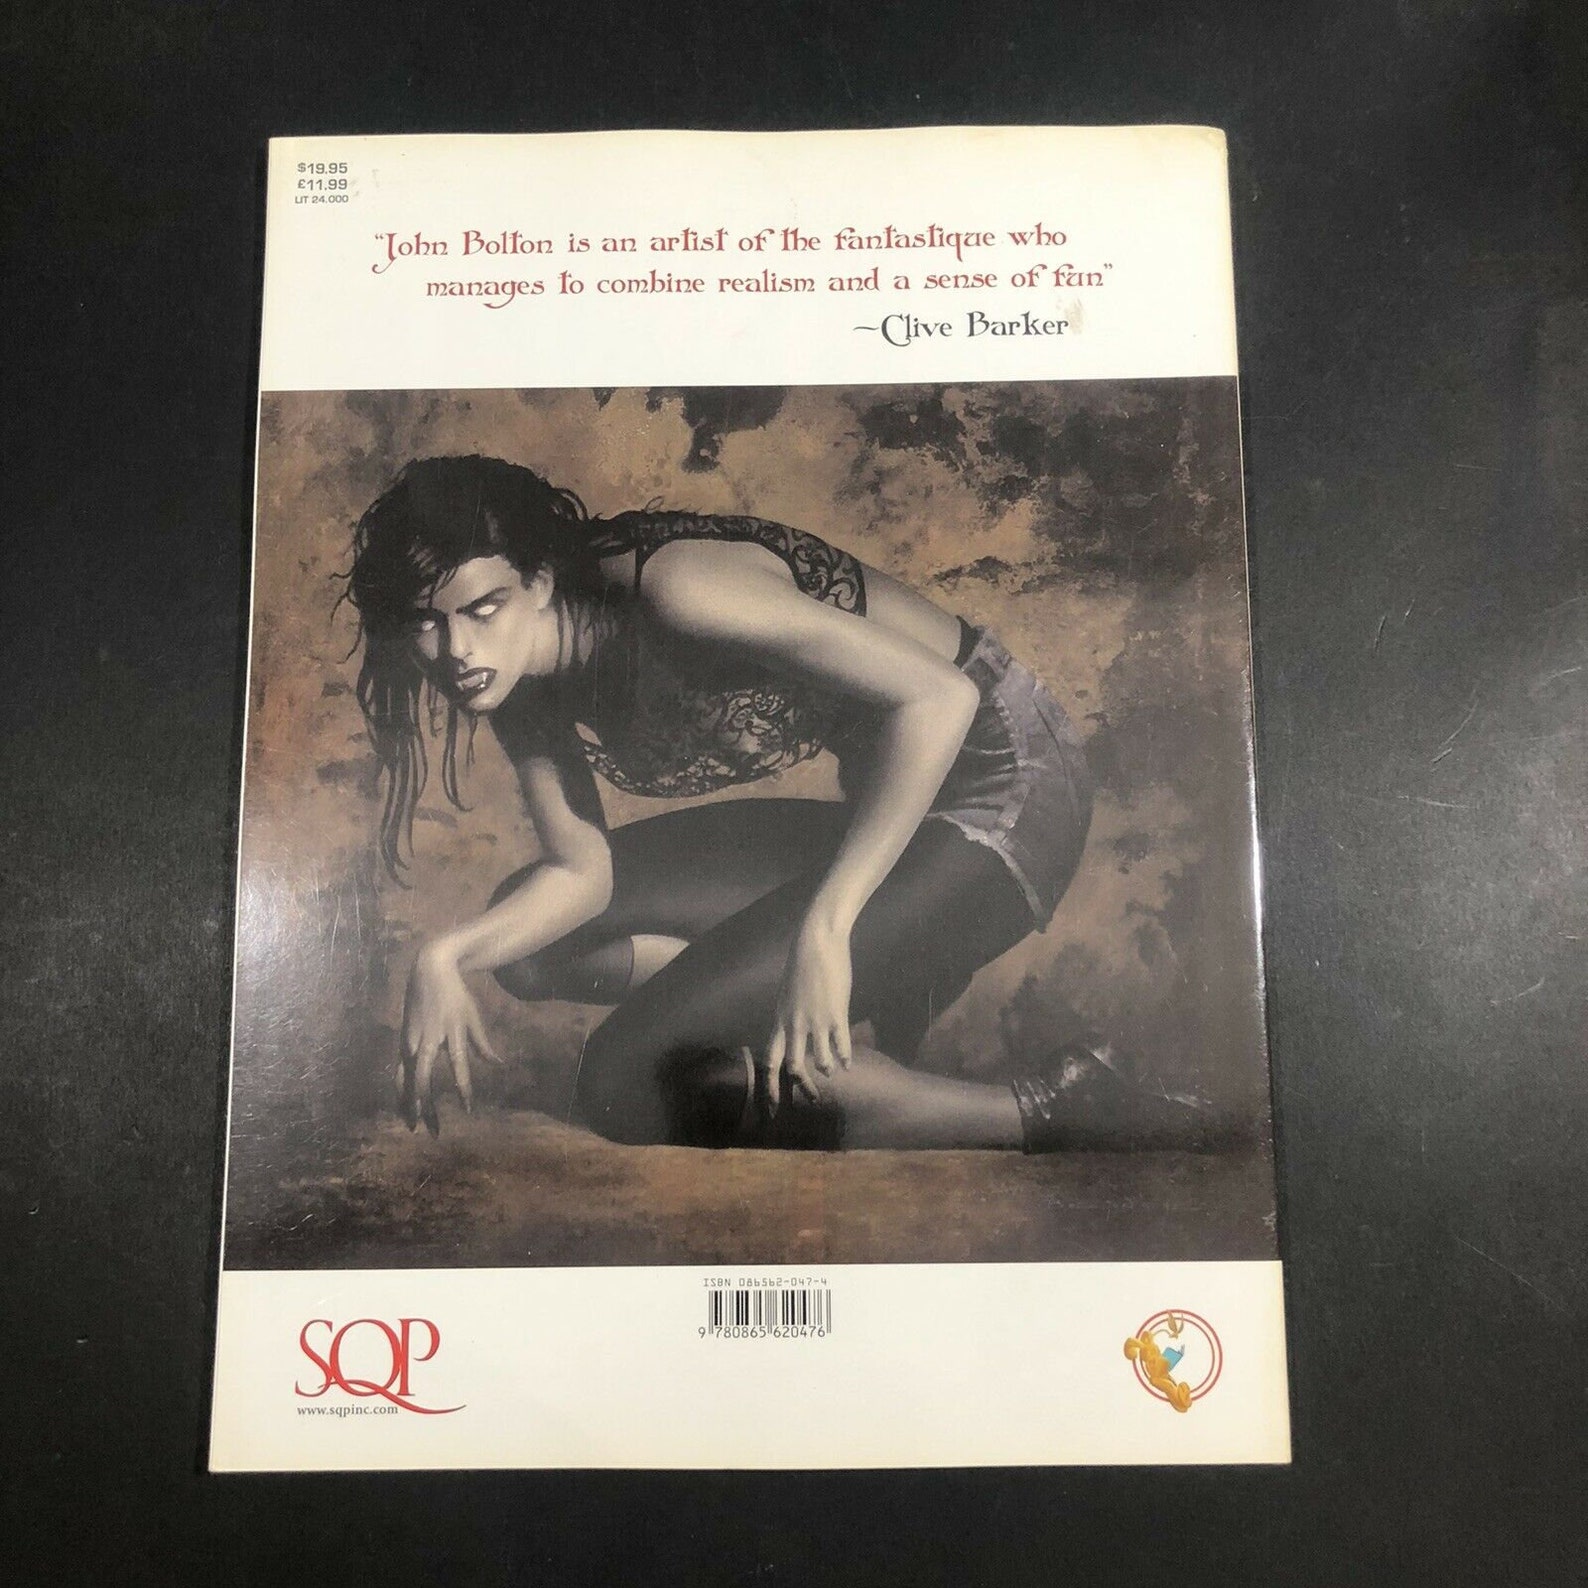 $19.95
£11.99
LIT 24.000
“John Bolton is an artist of the fantastique who
manages to combine realism and a sense of fun”
~Clive Barker
ISBN 086562-047-4
9 780865 620476
SQP
www.sqpinc.com